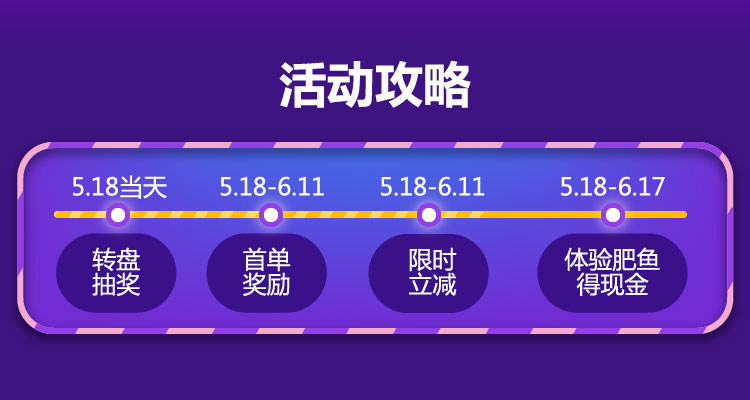 活动攻略
5.18当天
5.18-6.11
5.18-6.11
5.18-6.17
转盘
抽奖
首单
奖励
限时
立减
体验肥鱼
得现金